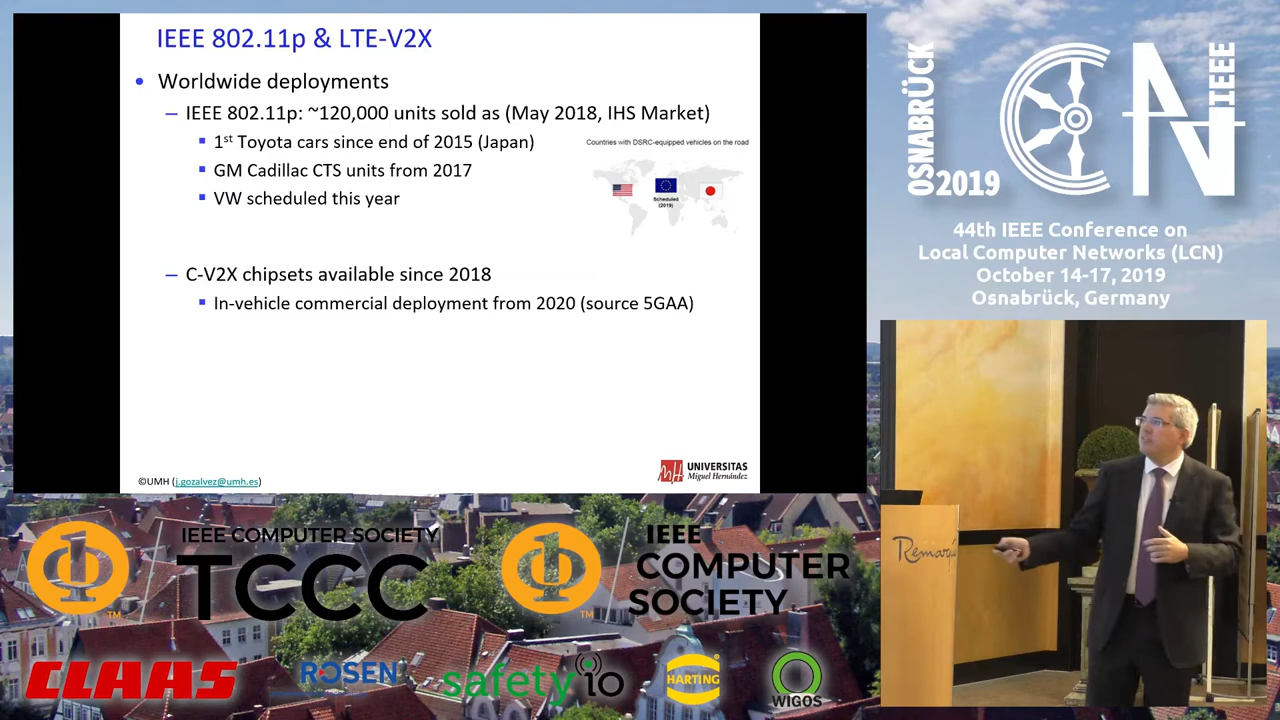 IEEE 802.11p & LTE-V2X
• Worldwide deployments
– IEEE 802.11p: ~120,000 units sold as (May 2018, IHS Market)
▪ 1st Toyota cars since end of 2015 (Japan)
▪ GM Cadillac CTS units from 2017
▪ VW scheduled this year
Countries with DSRC-equipped vehicles on the road
Scheduled
(2019)
– C-V2X chipsets available since 2018
▪ In-vehicle commercial deployment from 2020 (source 5GAA)
©UMH (j.gozalvez@umh.es)
UNIVERSITAS
Miguel Hernández
OSNABRÜCK
2019
LCN
IEEE
44th IEEE Conference on
Local Computer Networks (LCN)
October 14-17, 2019
Osnabrück, Germany
IEEE COMPUTER SOCIETY
TCCC
TM
IEEE
COMPUTER
SOCIETY
TM
CLAAS
ROSEN
safety io
HARTING
WIGOS